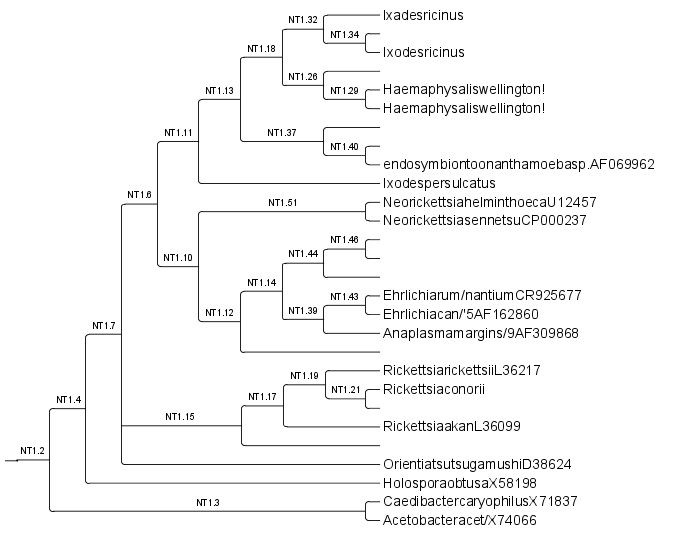 Ixadesricinus
NT1.32
NT1.34
NT1.18
Ixodesricinus
NT1.26
NT1.13
NT1.29
Haemaphysaliswellington!
Haemaphysaliswellington!
NT1.11
NT1.37
NT1.40
endosymbiontoonanthamoebasp.AF069962
Ixodespersulcatus
NT1.6
NT1.51
NeorickettsiahelminthoecaU12457
NeorickettsiasennetsuCP000237
NT1.46
NT1.44
NT1.10
NT1.14
NT1.43
Ehrlichiarum/nantiumCR925677
NT1.12
NT1.39
Ehrlichiacan/'5AF162860
NT1.7
Anaplasmamargins/9AF309868
RickettsiarickettsiiL36217
NT1.19
NT1.21
Rickettsiaconorii
NT1.4
NT1.17
NT1.15
RickettsiaakanL36099
NT1.2
OrientiatsutsugamushiD38624
HolosporaobtusaX58198
NT1.3
CaedibactercaryophilusX71837
Acetobacteracet/X74066